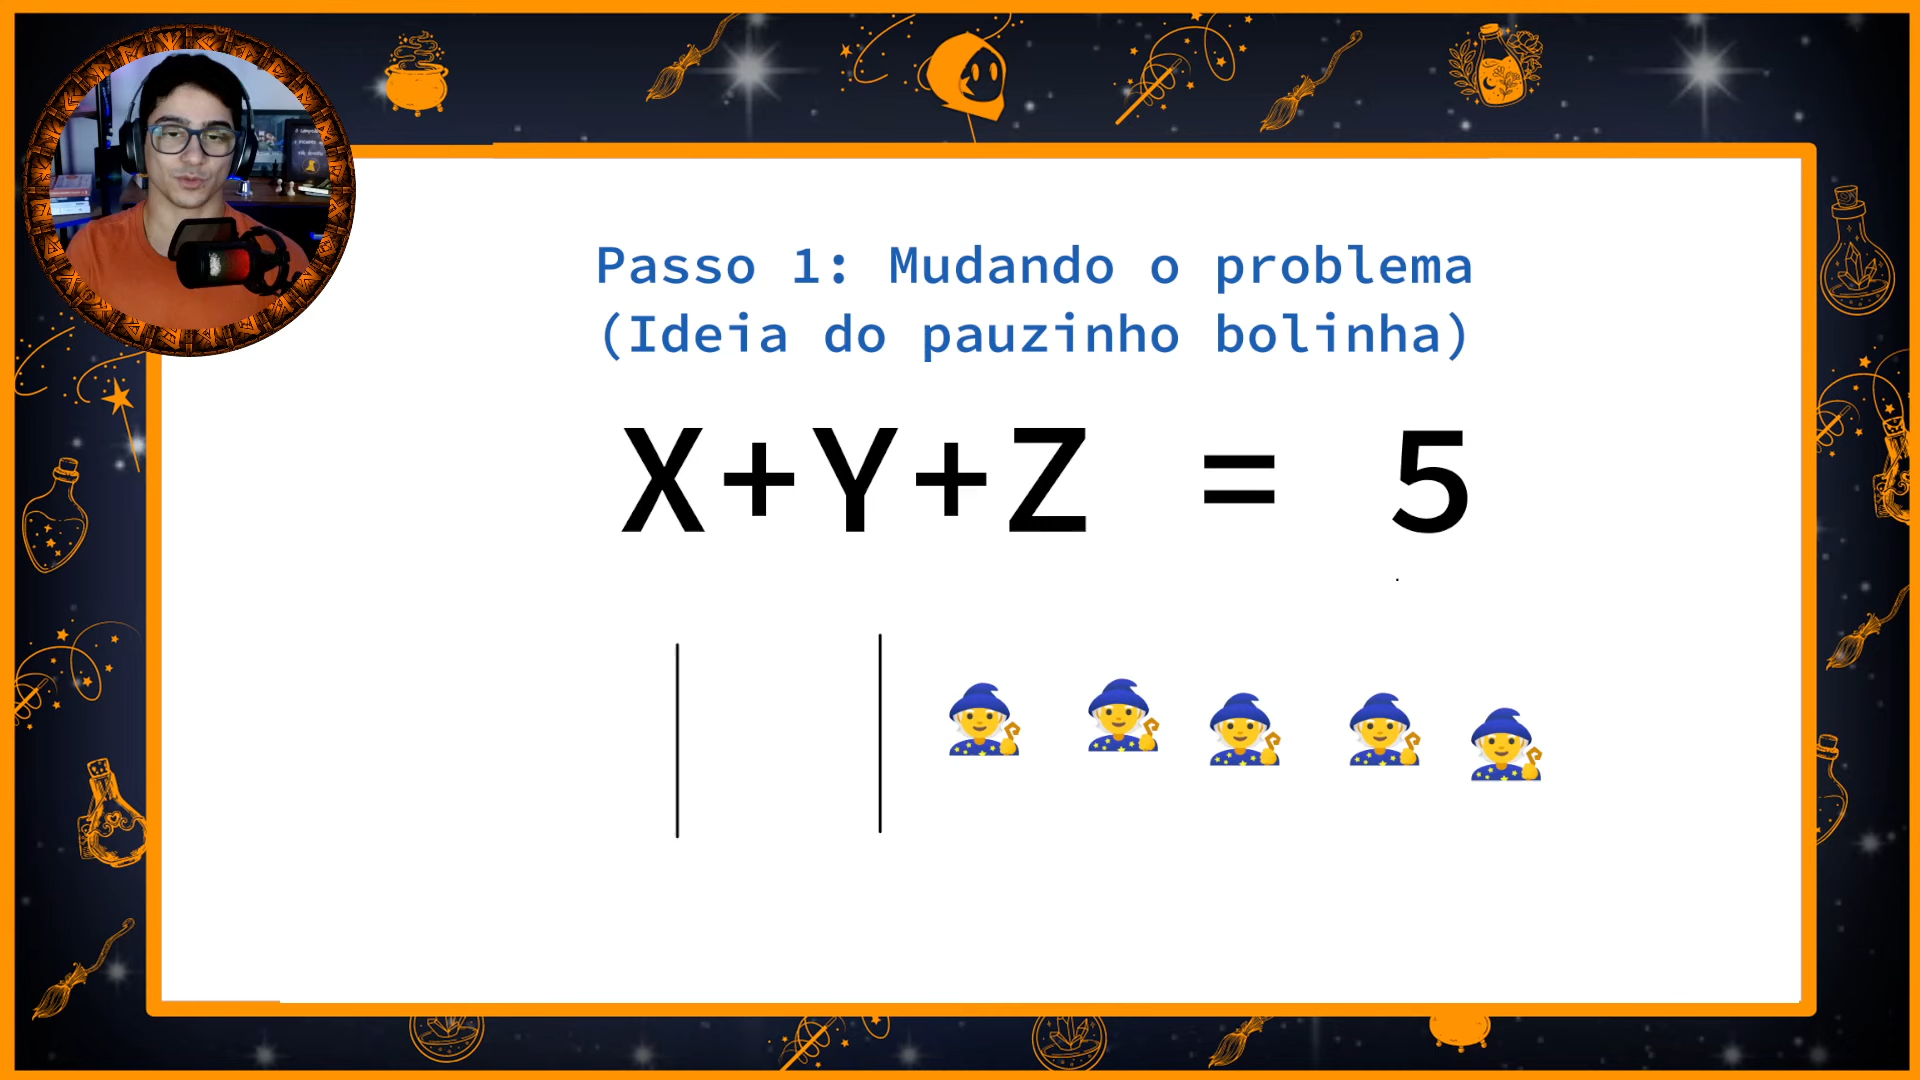 Passo 1: Mudando o problema
(Ideia do pauzinho bolinha)
X+Y+Z = 5